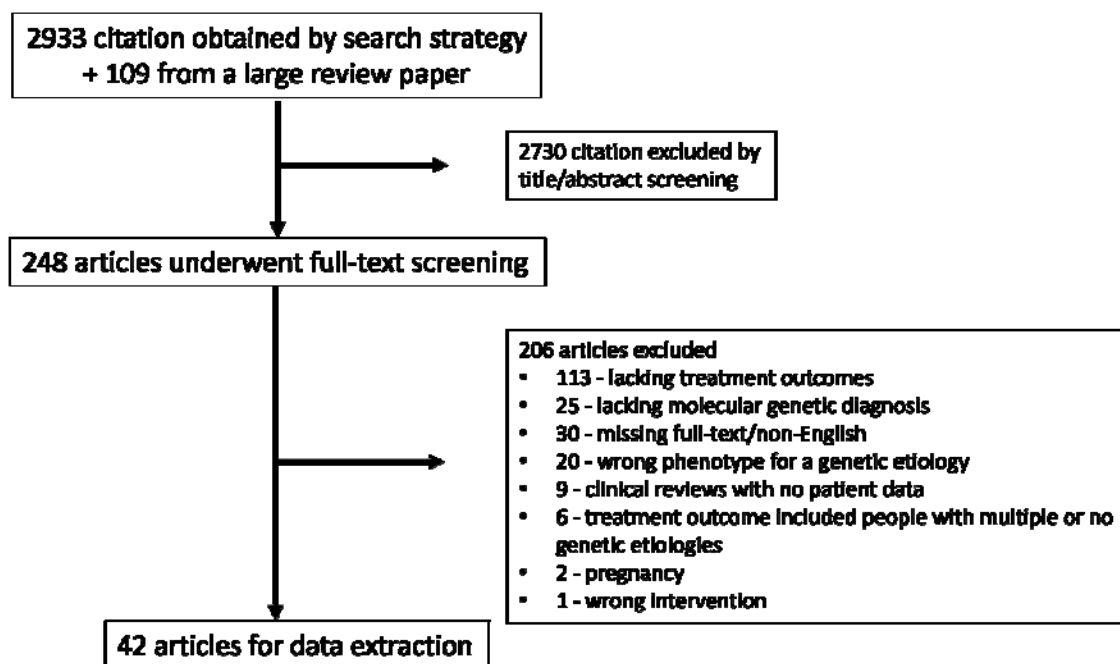 2933 citation obtained by search strategy
+ 109 from a large review paper
2730 citation excluded by
title/abstract screening
248 articles underwent full-text screening
206 articles excluded
• 113 - lacking treatment outcomes
• 25 - lacking molecular genetic diagnosis
• 30 - missing full-text/non-English
• 20 - wrong phenotype for a genetic etiology
• 9 - clinical reviews with no patient data
• 6 - treatment outcome included people with multiple or no
genetic etiologies
• 2 - pregnancy
• 1 - wrong intervention
42 articles for data extraction